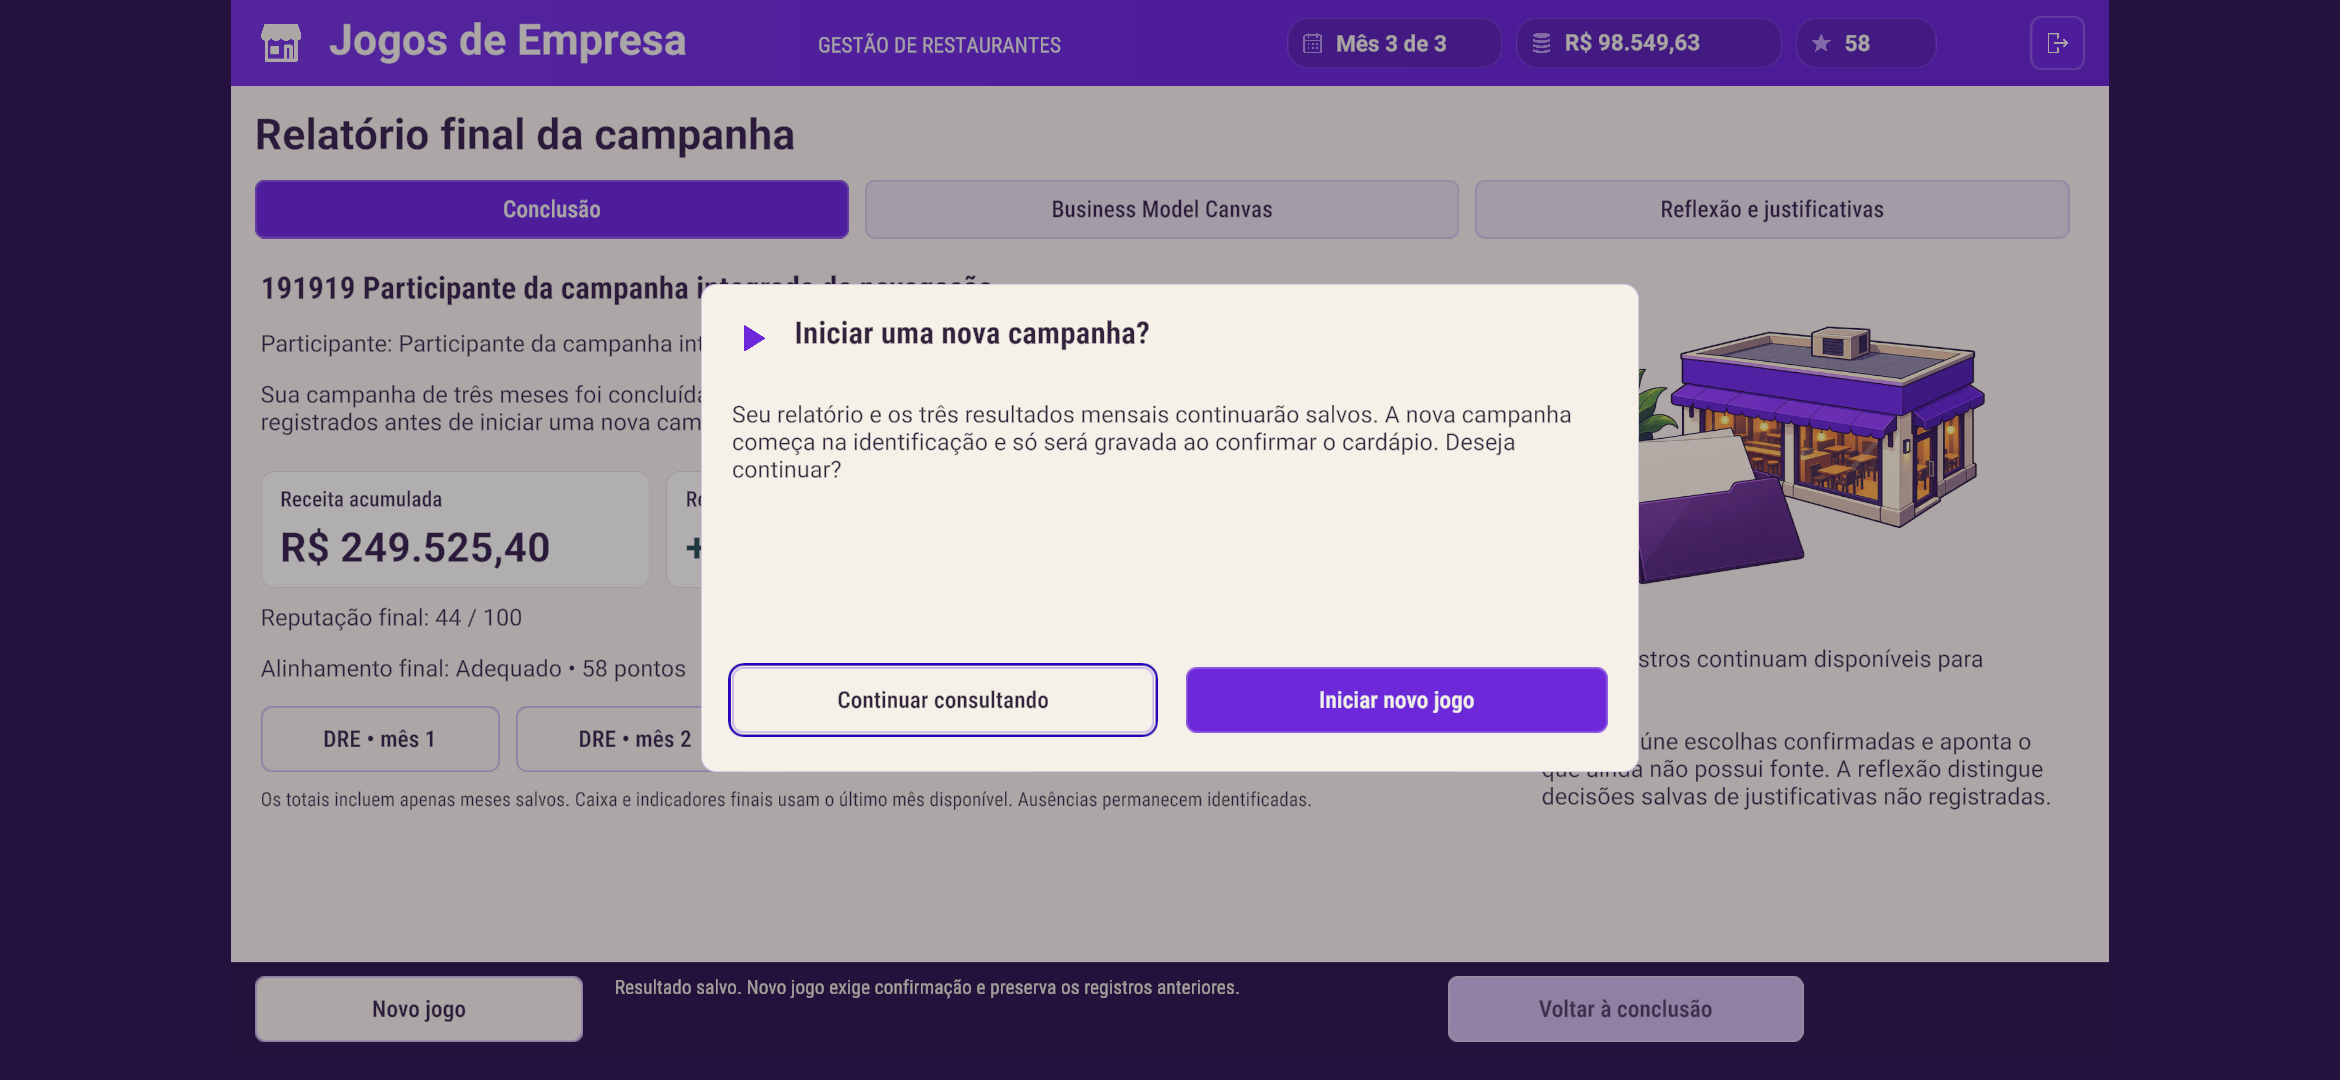 Jogos de Empresa
GESTÃO DE RESTAURANTES
Mês 3 de 3
R$ 98.549,63
58
Relatório final da campanha
Conclusão
Business Model Canvas
Reflexão e justificativas
191919 Participante da campanha integrada de navegação
Participante: Participante da campanha
Sua campanha de três meses foi concluída
registrados antes de iniciar uma nova
Receita acumulada
R$ 249.525,40
Reputação final: 44 / 100
Alinhamento final: Adequado • 58 pontos
DRE • mês 1
DRE • mês 2
Os totais incluem apenas meses salvos. Caixa e indicadores finais usam o último mês disponível. Ausências permanecem identificadas.
Iniciar uma nova campanha?
Seu relatório e os três resultados mensais continuarão salvos. A nova campanha
começa na identificação e só será gravada ao confirmar o cardápio. Deseja
continuar?
Continuar consultando
Iniciar novo jogo
continuam disponíveis para
escolhas confirmadas e aponta o
que ainda não possui fonte. A reflexão distingue
decisões salvas de justificativas não registradas.
Novo jogo
Resultado salvo. Novo jogo exige confirmação e preserva os registros anteriores.
Voltar à conclusão